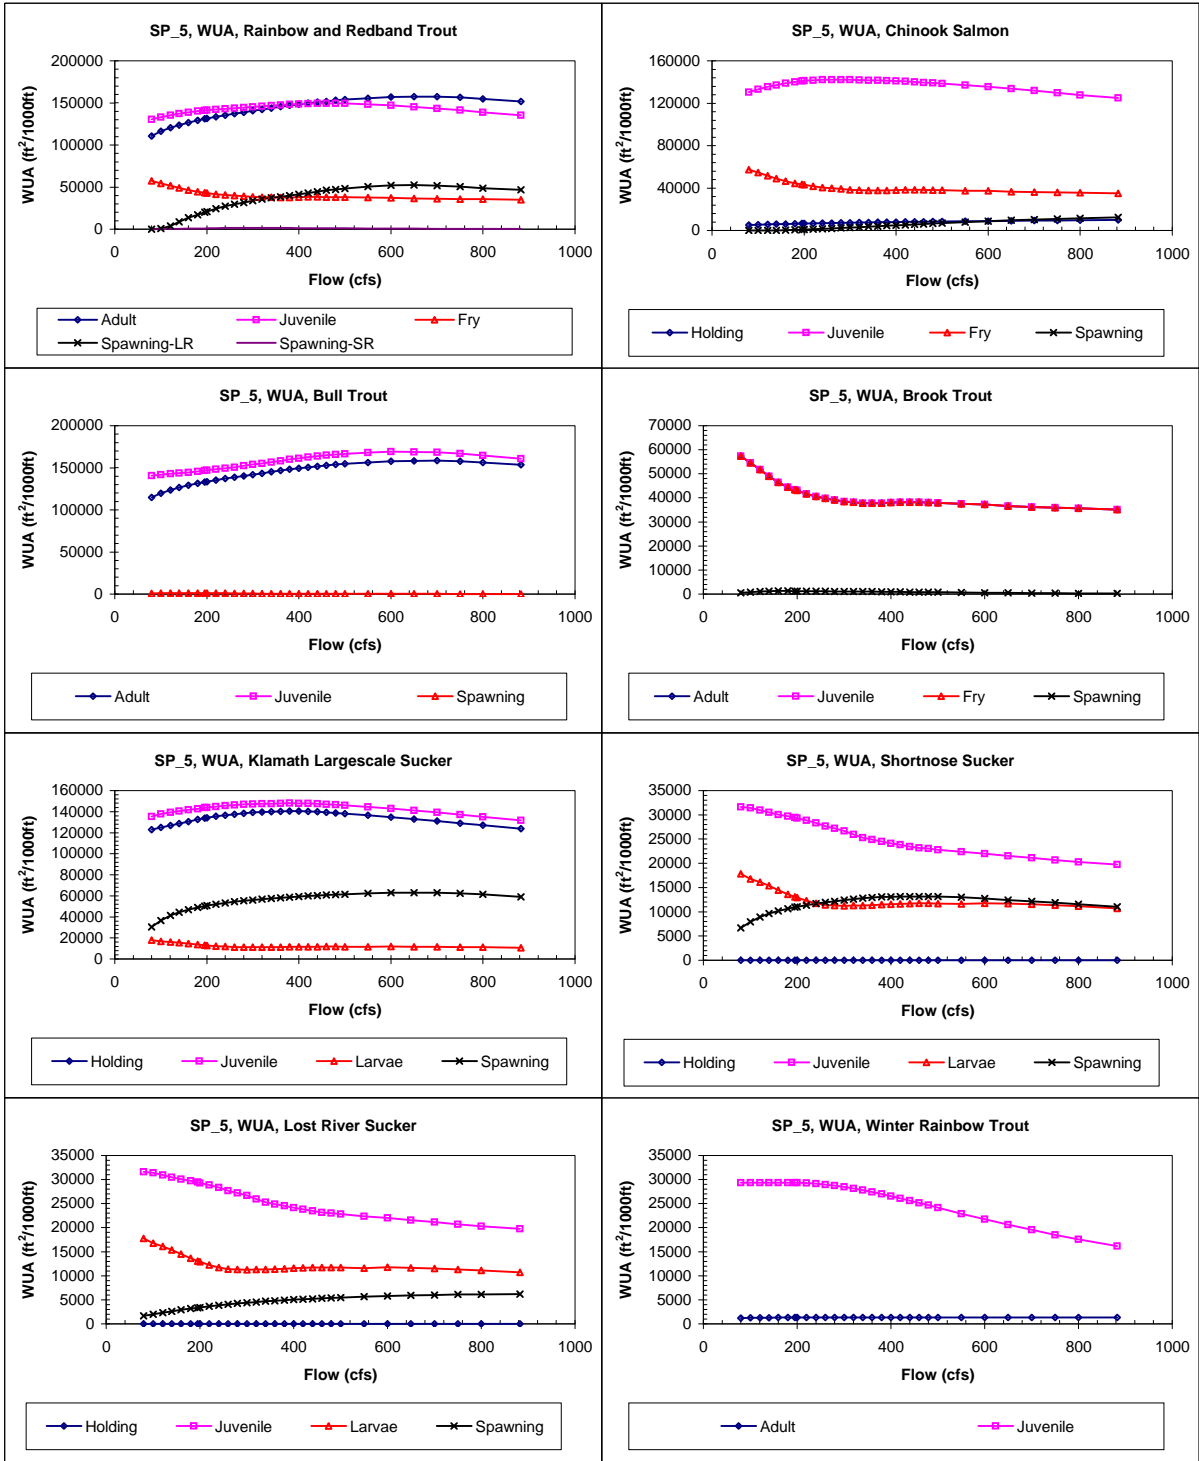 SP_5, WUA, Rainbow and Redband Trout
WUA (ft²/1000ft)
200000
150000
100000
50000
0
0 200 400 600 800 1000
Flow (cfs)
Adult Juvenile Fry
Spawning-LR Spawning-SR
SP_5, WUA, Chinook Salmon
WUA (ft²/1000ft)
160000
120000
80000
40000
0
0 200 400 600 800 1000
Flow (cfs)
Holding Juvenile Fry Spawning
SP_5, WUA, Bull Trout
WUA (ft²/1000ft)
200000
150000
100000
50000
0
0 200 400 600 800 1000
Flow (cfs)
Adult Juvenile Spawning
SP_5, WUA, Brook Trout
WUA (ft²/1000ft)
70000
60000
50000
40000
30000
20000
10000
0
0 200 400 600 800 1000
Flow (cfs)
Adult Juvenile Fry Spawning
SP_5, WUA, Klamath Largescale Sucker
WUA (ft²/1000ft)
160000
140000
120000
100000
80000
60000
40000
20000
0
0 200 400 600 800 1000
Flow (cfs)
Holding Juvenile Larvae Spawning
SP_5, WUA, Shortnose Sucker
WUA (ft²/1000ft)
35000
30000
25000
20000
15000
10000
5000
0
0 200 400 600 800 1000
Flow (cfs)
Holding Juvenile Larvae Spawning
SP_5, WUA, Lost River Sucker
WUA (ft²/1000ft)
35000
30000
25000
20000
15000
10000
5000
0
0 200 400 600 800 1000
Flow (cfs)
Holding Juvenile Larvae Spawning
SP_5, WUA, Winter Rainbow Trout
WUA (ft²/1000ft)
35000
30000
25000
20000
15000
10000
5000
0
0 200 400 600 800 1000
Flow (cfs)
Adult Juvenile